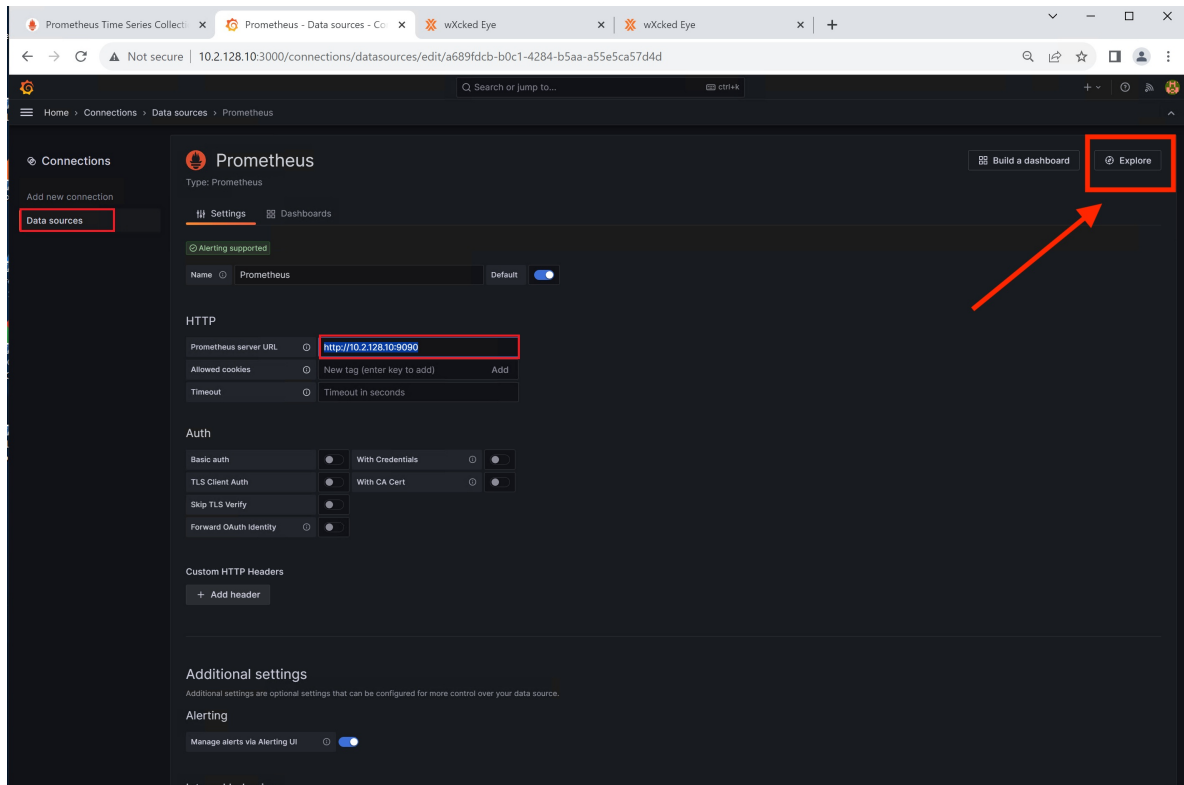 Prometheus Time Series Collecti
Prometheus - Data sources - Co
wXcked Eye
wXcked Eye
Not secure
10.2.128.10:3000/connections/datasources/edit/a689fdcb-b0c1-4284-b5aa-a55e5ca57d4d
Search or jump to...
ctrl+k
Home › Connections › Data sources › Prometheus
Connections
Add new connection
Data sources
Prometheus
Type: Prometheus
Build a dashboard
Explore
Settings
Dashboards
Alerting supported
Name
Prometheus
Default
HTTP
Prometheus server URL
http://10.2.128.10:9090
Allowed cookies
New tag (enter key to add)
Add
Timeout
Timeout in seconds
Auth
Basic auth
With Credentials
TLS Client Auth
With CA Cert
Skip TLS Verify
Forward OAuth Identity
Custom HTTP Headers
+ Add header
Additional settings
Additional settings are optional settings that can be configured for more control over your data source.
Alerting
Manage alerts via Alerting UI